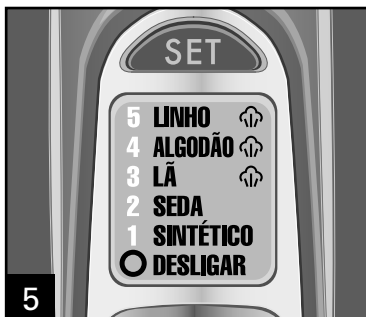 SET
5 LINHO
4 ALGODÃO
3 LÃ
2 SEDA
1 SINTÉTICO
O DESLIGAR
5